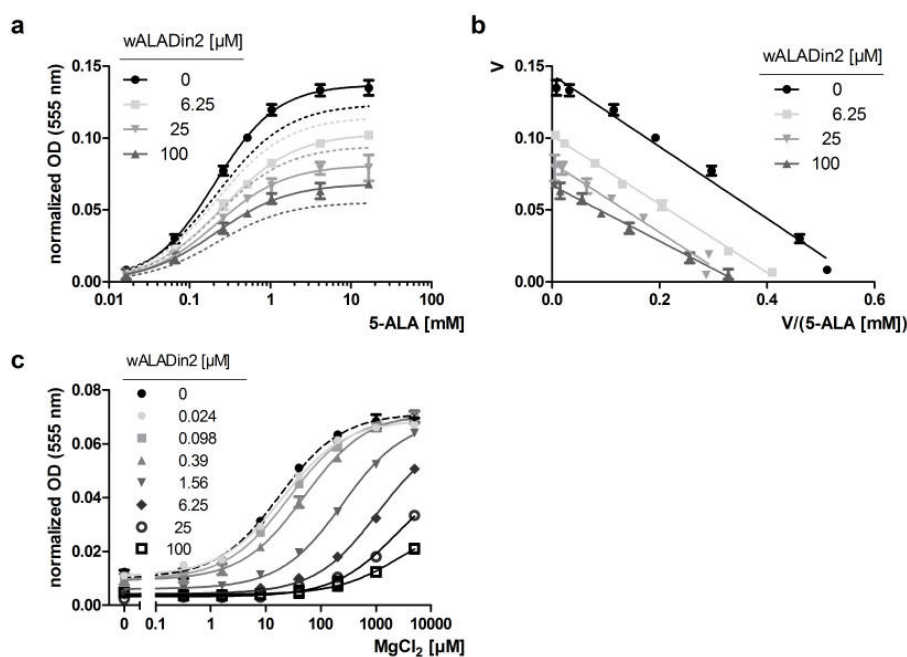 a
wALADin2 [µM]
0
6.25
25
100
normalized OD (555 nm)
0.15
0.10
0.05
0.00
0.01 0.1 1 10 100
5-ALA [mM]
b
V
wALADin2 [µM]
0
6.25
25
100
0.15
0.10
0.05
0.00
0.0 0.2 0.4 0.6
V/(5-ALA [mM])
c
wALADin2 [µM]
0
0.024
0.098
0.39
1.56
6.25
25
100
normalized OD (555 nm)
0.08
0.06
0.04
0.02
0.00
0 0.1 1 10 100 1000 10000
MgCl₂ [µM]